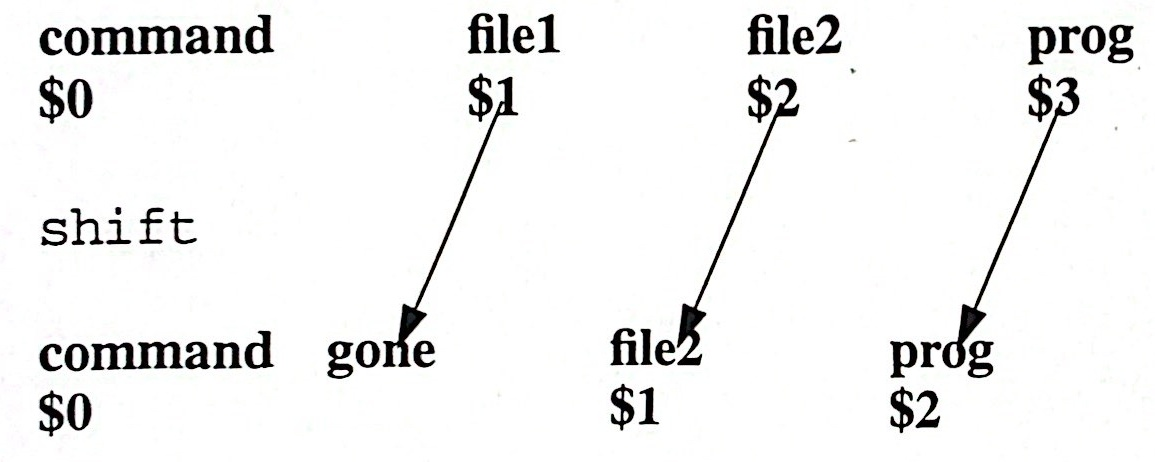 command file1 file2 prog
$0 $1 $2 $3
shift
command gone file2 prog
$0 $1 $2